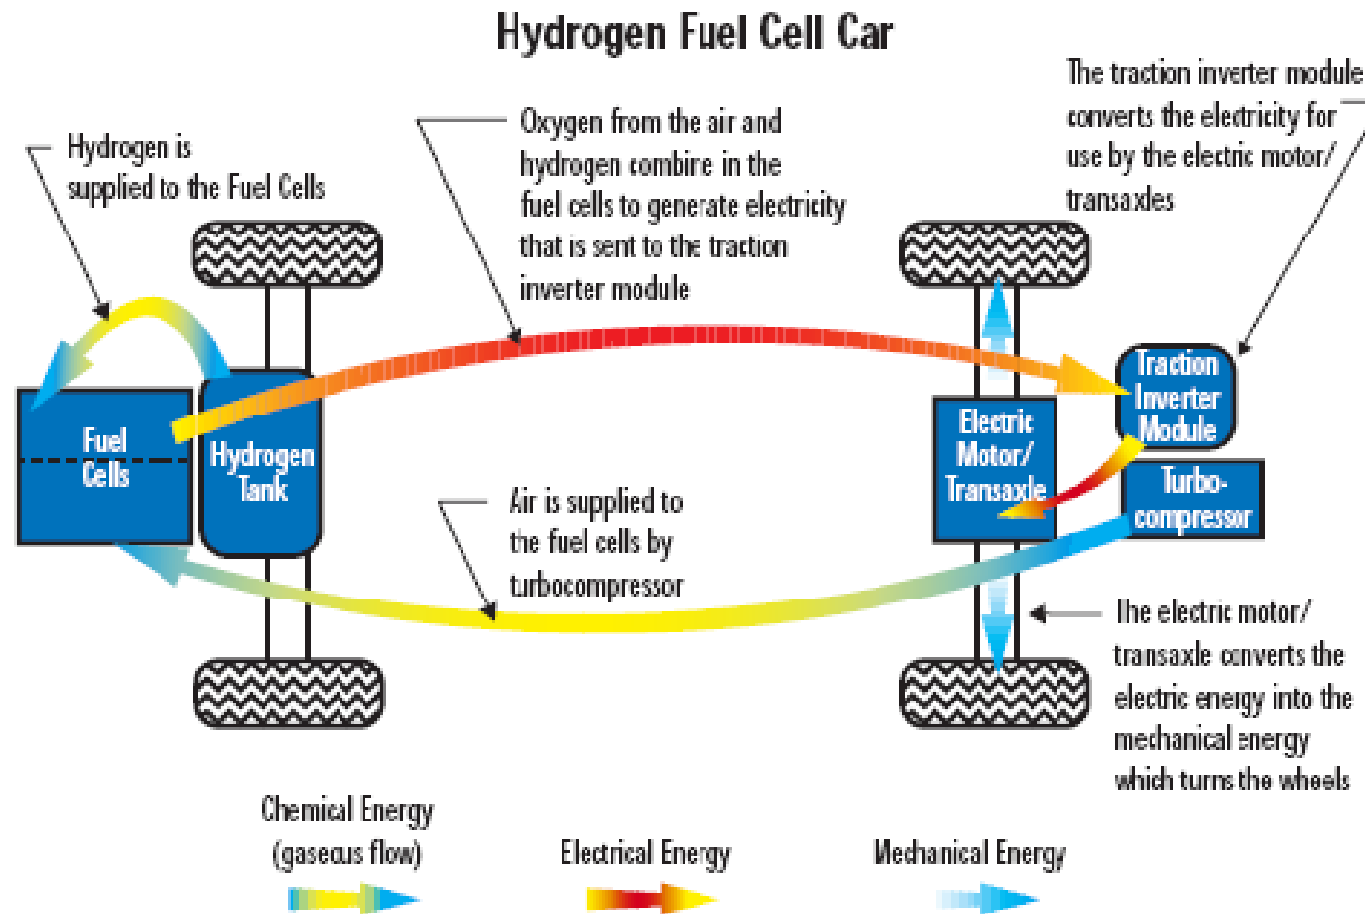 Hydrogen Fuel Cell Car
Hydrogen is
supplied to the Fuel Cells
Oxygen from the air and
hydrogen combire in the
fuel cells to generate electricity
that is sent to the traction
inverter module
The traction inverter module
converts the electricity for
use by the electric motor/
transaxles
Fuel
Cells
Hydrogen
Tank
Electric
Motor/
Transaxle
Traction
Inverter
Module
Turbo-
compressor
Air is supplied to
the fuel cells by
turbocompressor
The electric motor/
transaxle converts the
electric energy into the
mechanical energy
which turns the wheels
Chemical Energy
(gaseous flow)
Electrical Energy
Mechanical Energy